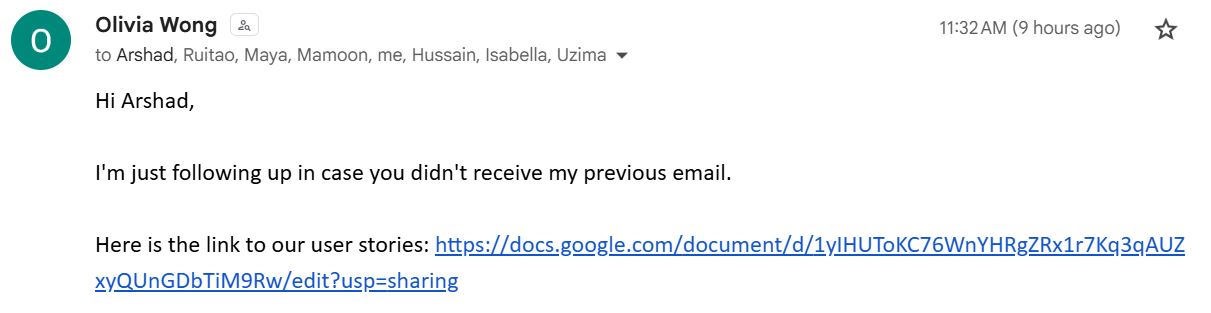 O
Olivia Wong
11:32 AM (9 hours ago)
to Arshad, Ruitao, Maya, Mamoon, me, Hussain, Isabella, Uzima
Hi Arshad,
I'm just following up in case you didn't receive my previous email.
Here is the link to our user stories: https://docs.google.com/document/d/1yIHUToKC76WnYHRgZRx1r7Kq3qAUZ
xyQUnGDbTiM9Rw/edit?usp=sharing